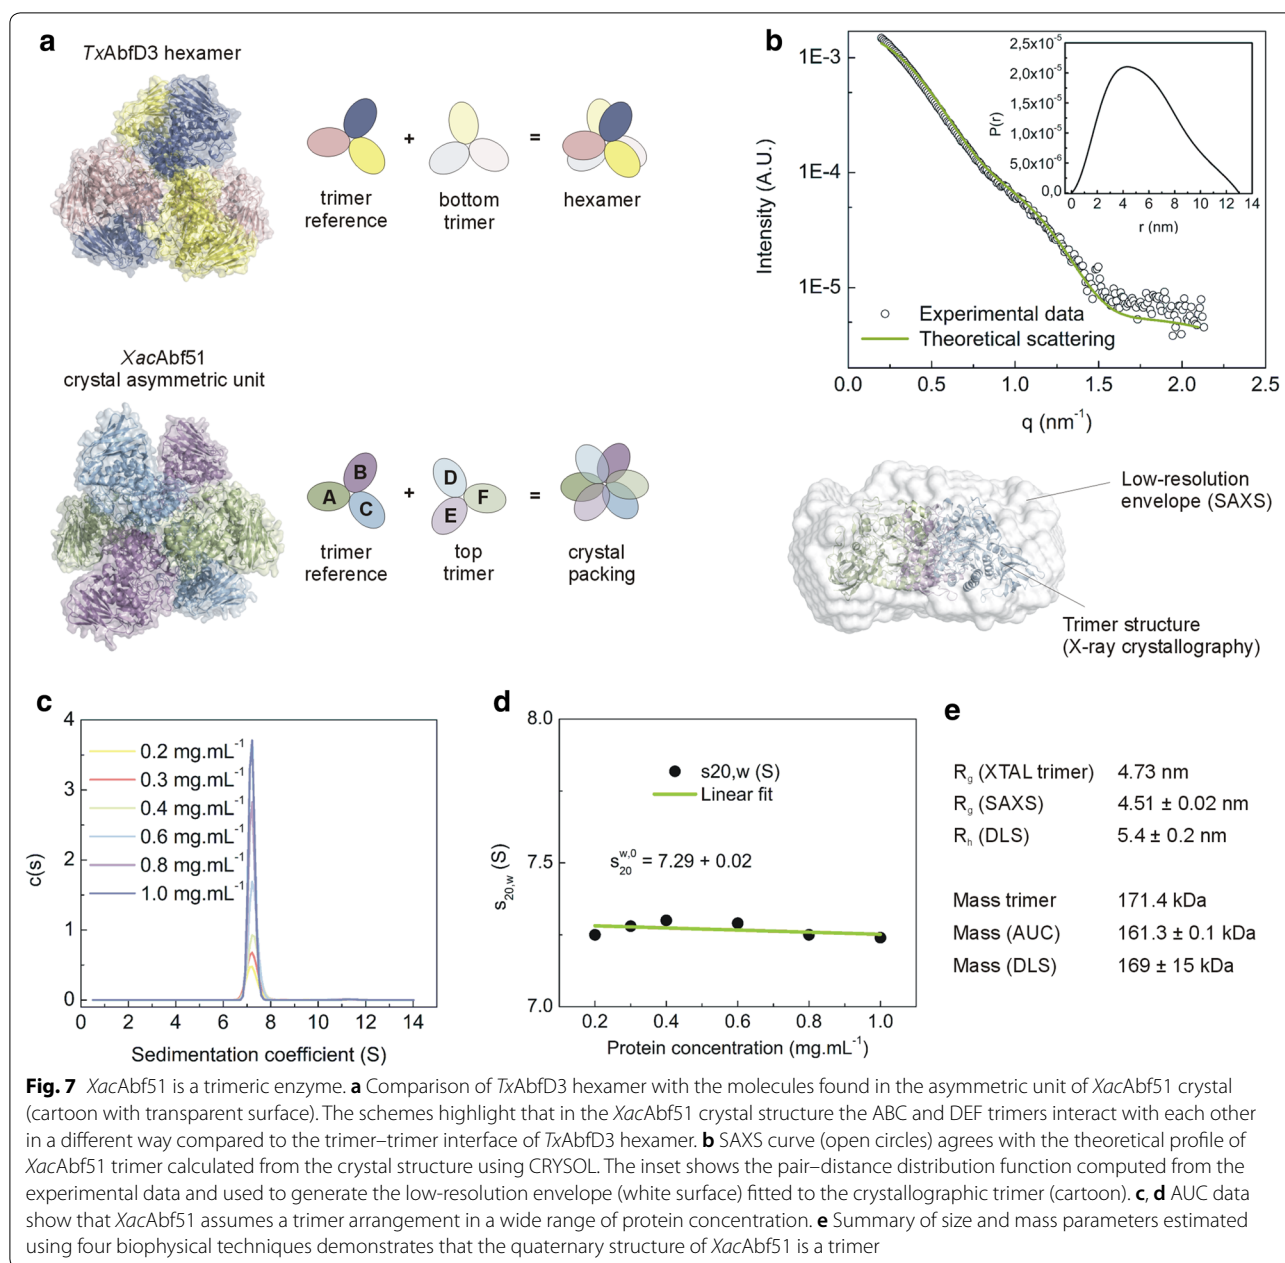 a
TxAbfD3 hexamer
+
=
trimer
reference
bottom
trimer
hexamer
XacAbf51
crystal asymmetric unit
A
B
C
+
D
E
F
=
trimer
reference
top
trimer
crystal
packing
b
Intensity (A.U.)
1E-3
1E-4
1E-5
0.0
0.5
1.0
1.5
2.0
2.5
q (nm⁻¹)
Experimental data
Theoretical scattering
P(r)
2,5x10⁻⁵
2,0x10⁻⁵
1,5x10⁻⁵
1,0x10⁻⁵
5,0x10⁻⁶
0,0
0 2 4 6 8 10 12 14
r (nm)
Low-resolution
envelope (SAXS)
Trimer structure
(X-ray crystallography)
c
c(s)
4
3
2
1
0
0.2 mg.mL⁻¹
0.3 mg.mL⁻¹
0.4 mg.mL⁻¹
0.6 mg.mL⁻¹
0.8 mg.mL⁻¹
1.0 mg.mL⁻¹
0 2 4 6 8 10 12 14
Sedimentation coefficient (S)
d
s20,w (S)
8.0
7.5
7.0
s20,w (S)
Linear fit
s20^w,0 = 7.29 + 0.02
0.2 0.4 0.6 0.8 1.0
Protein concentration (mg.mL⁻¹)
e
Rg (XTAL trimer) 4.73 nm
Rg (SAXS) 4.51 ± 0.02 nm
Rh (DLS) 5.4 ± 0.2 nm
Mass trimer 171.4 kDa
Mass (AUC) 161.3 ± 0.1 kDa
Mass (DLS) 169 ± 15 kDa
Fig. 7 XacAbf51 is a trimeric enzyme. a Comparison of TxAbfD3 hexamer with the molecules found in the asymmetric unit of XacAbf51 crystal
(cartoon with transparent surface). The schemes highlight that in the XacAbf51 crystal structure the ABC and DEF trimers interact with each other
in a different way compared to the trimer–trimer interface of TxAbfD3 hexamer. b SAXS curve (open circles) agrees with the theoretical profile of
XacAbf51 trimer calculated from the crystal structure using CRYSOL. The inset shows the pair–distance distribution function computed from the
experimental data and used to generate the low-resolution envelope (white surface) fitted to the crystallographic trimer (cartoon). c, d AUC data
show that XacAbf51 assumes a trimer arrangement in a wide range of protein concentration. e Summary of size and mass parameters estimated
using four biophysical techniques demonstrates that the quaternary structure of XacAbf51 is a trimer